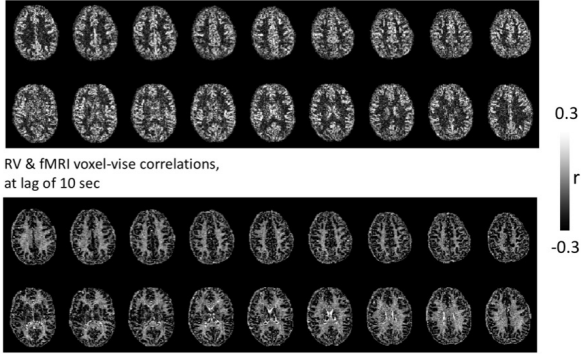 RV & fMRI voxel-vise correlations,
at lag of 10 sec
0.3
r
-0.3